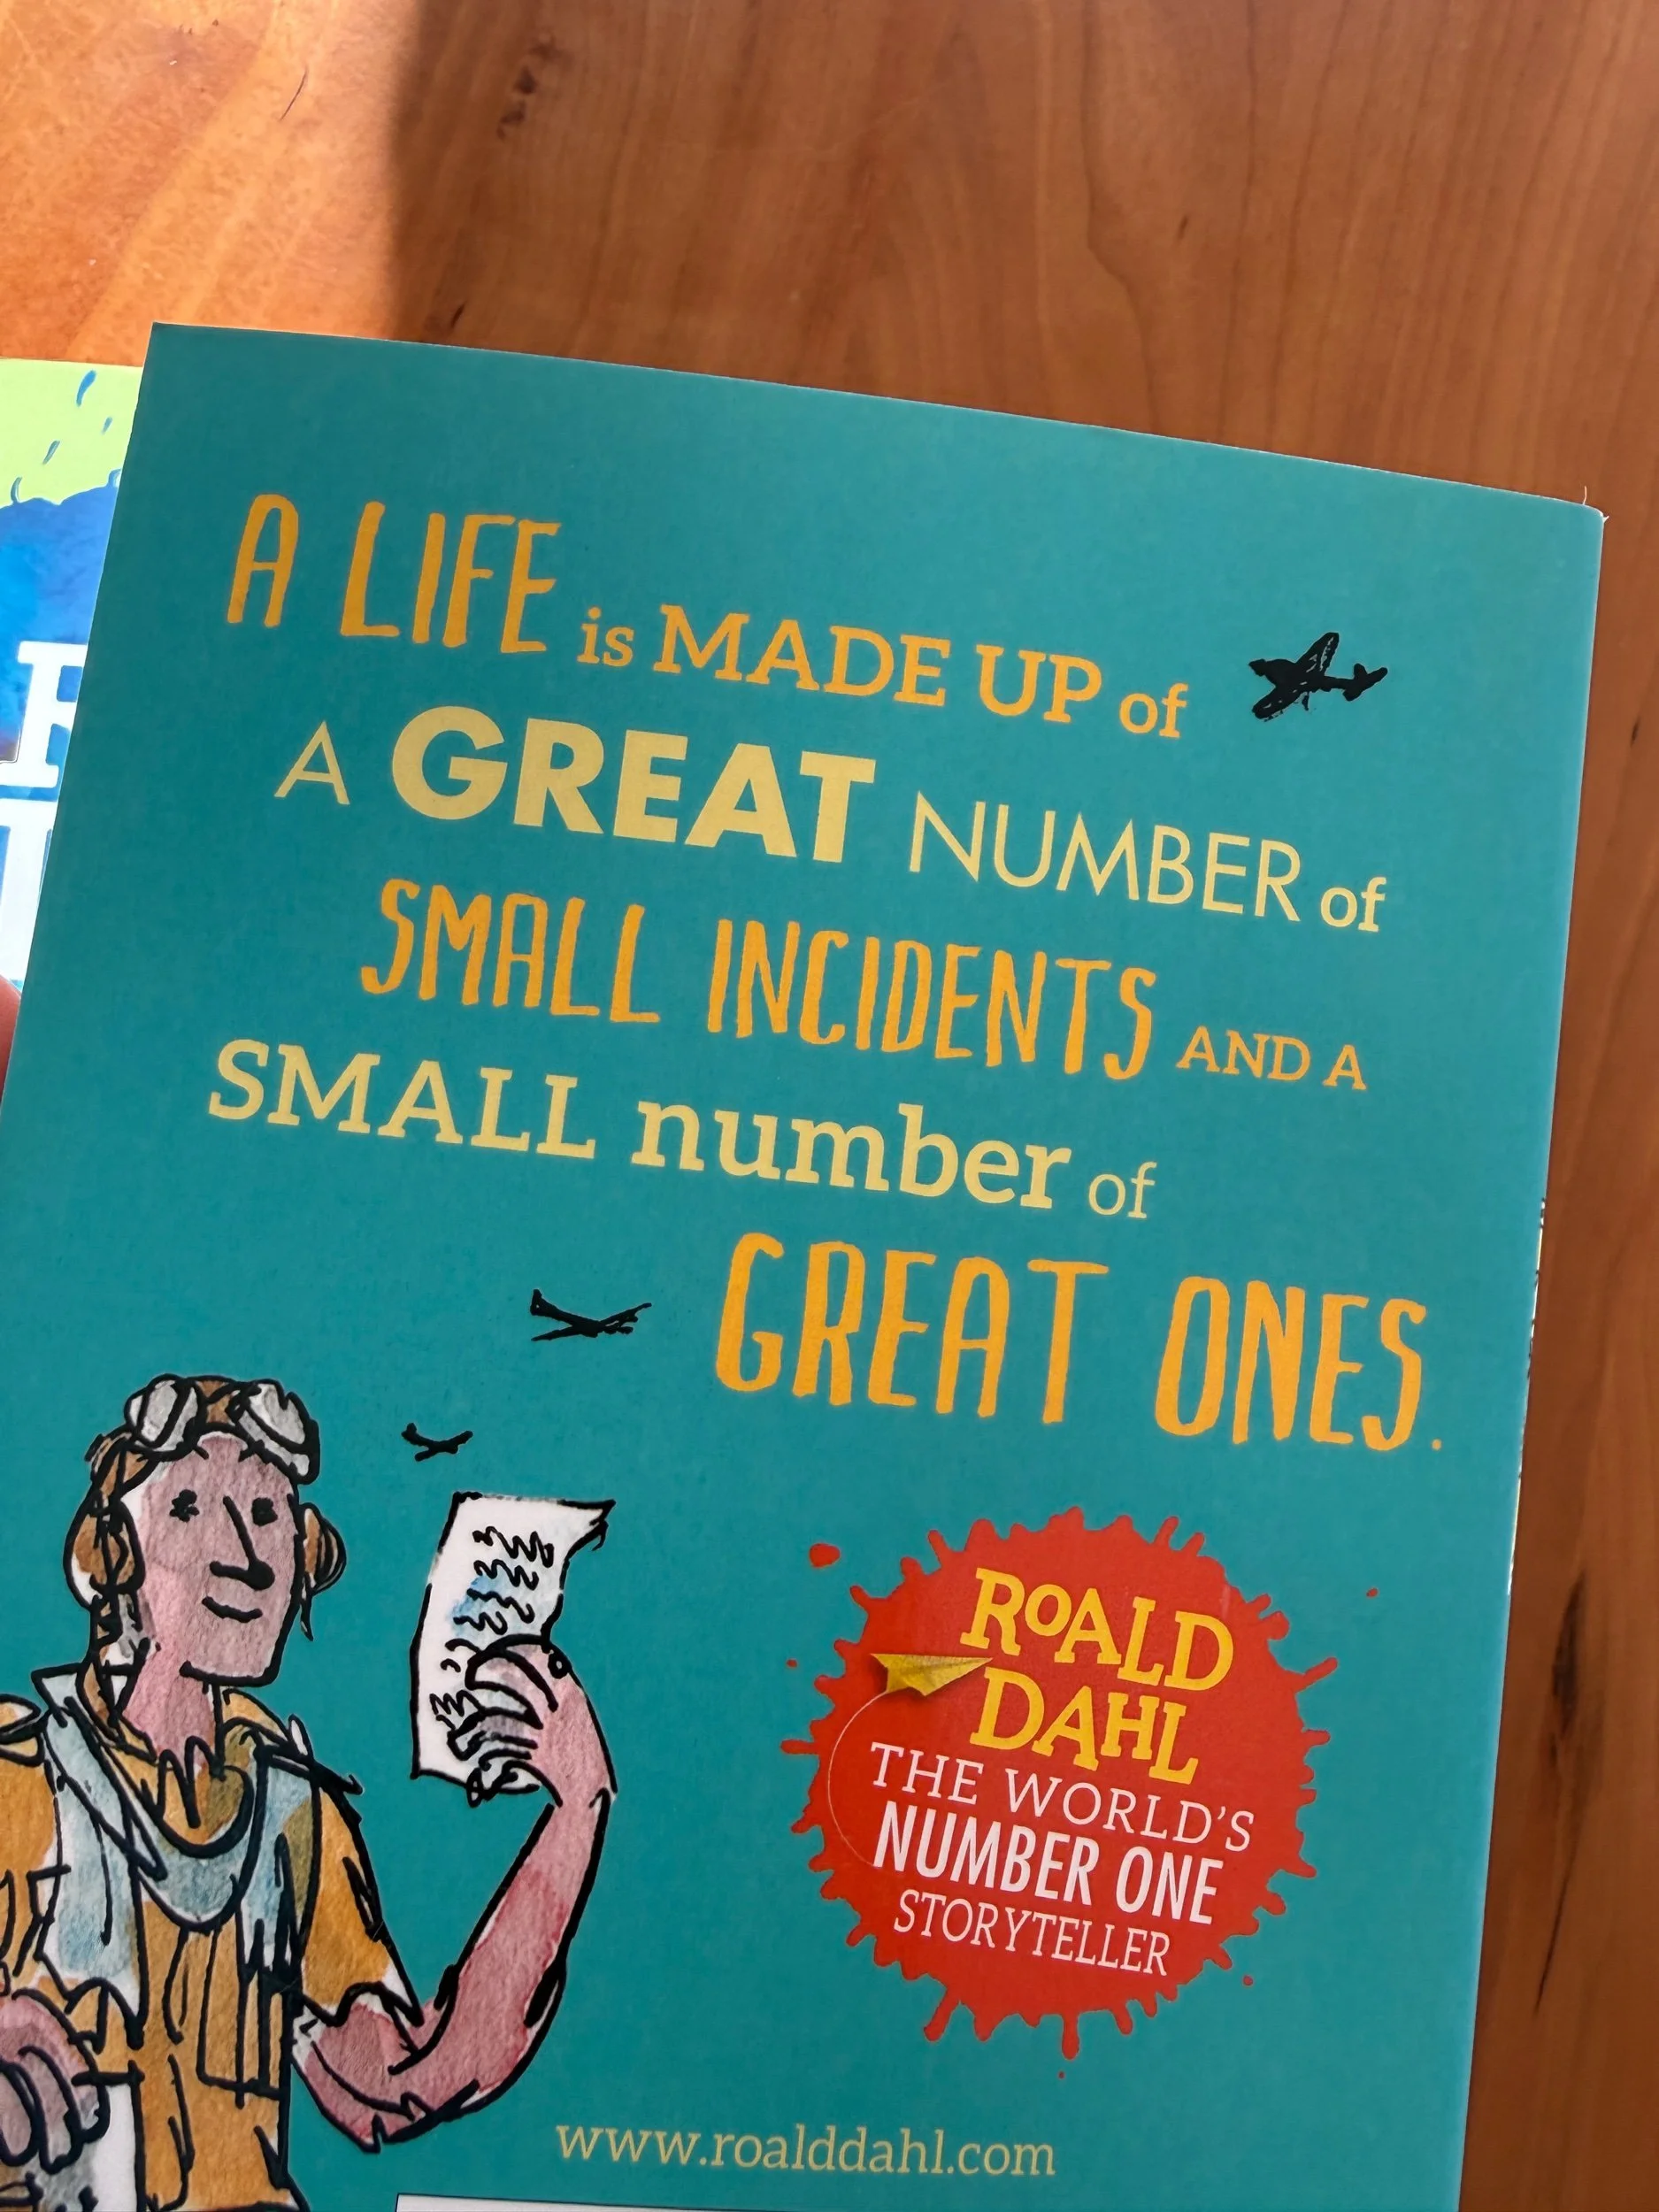 A LIFE is MADE UP of
A GREAT NUMBER of
SMALL INCIDENTS AND A
SMALL number of
GREAT ONES.
ROALD
DAHL
THE WORLD'S
NUMBER ONE
STORYTELLER
www.roalddahl.com